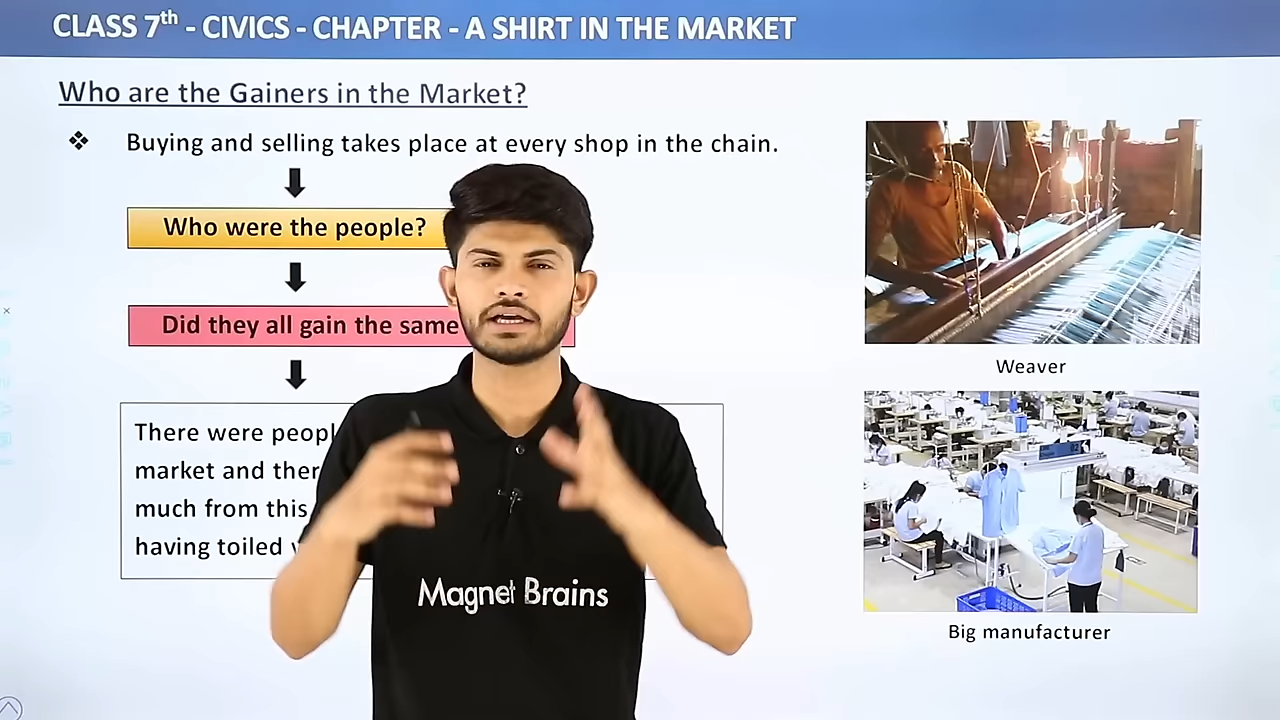 CLASS 7th - CIVICS - CHAPTER - A SHIRT IN THE MARKET
Who are the Gainers in the Market?
❖ Buying and selling takes place at every shop in the chain.
Who were the people?
Did they all gain the same
There were
market and
much from this
having toiled
Weaver
Big manufacturer
Magnet Brains